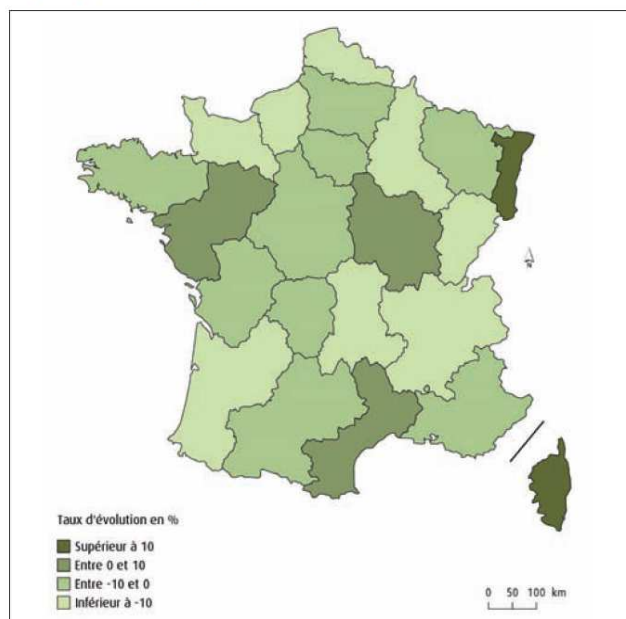 N
Taux d'évolution en %
Supérieur à 10
Entre 0 et 10
Entre -10 et 0
Inférieur à -10
0 50 100 km